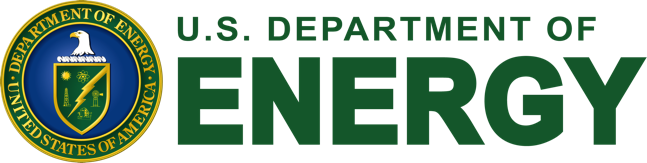 DEPARTMENT OF ENERGY
UNITED STATES OF AMERICA
U.S. DEPARTMENT OF
ENERGY